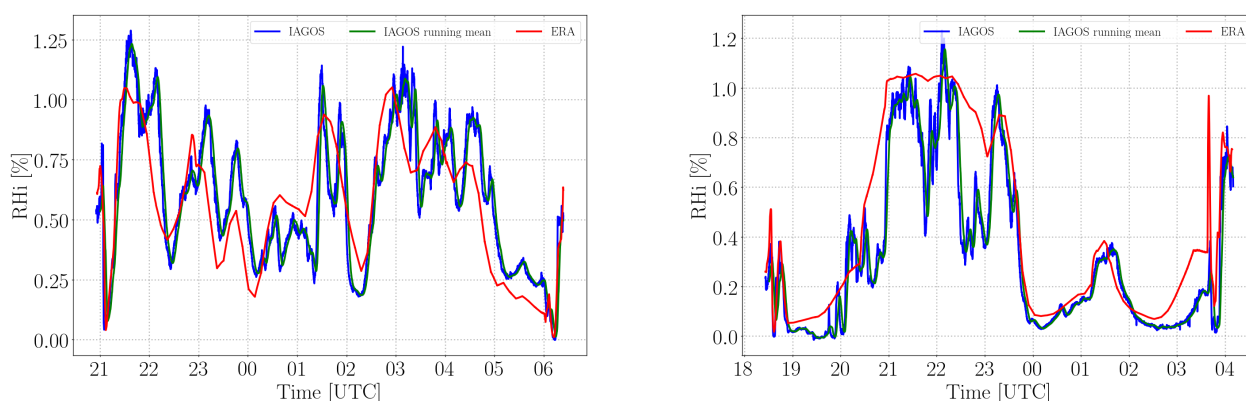 IAGOS IAGOS running mean ERA
RHi [%]
1.25
1.00
0.75
0.50
0.25
0.00
21 22 23 00 01 02 03 04 05 06
Time [UTC]
IAGOS IAGOS running mean ERA
RHi [%]
1.2
1.0
0.8
0.6
0.4
0.2
0.0
18 19 20 21 22 23 00 01 02 03 04
Time [UTC]